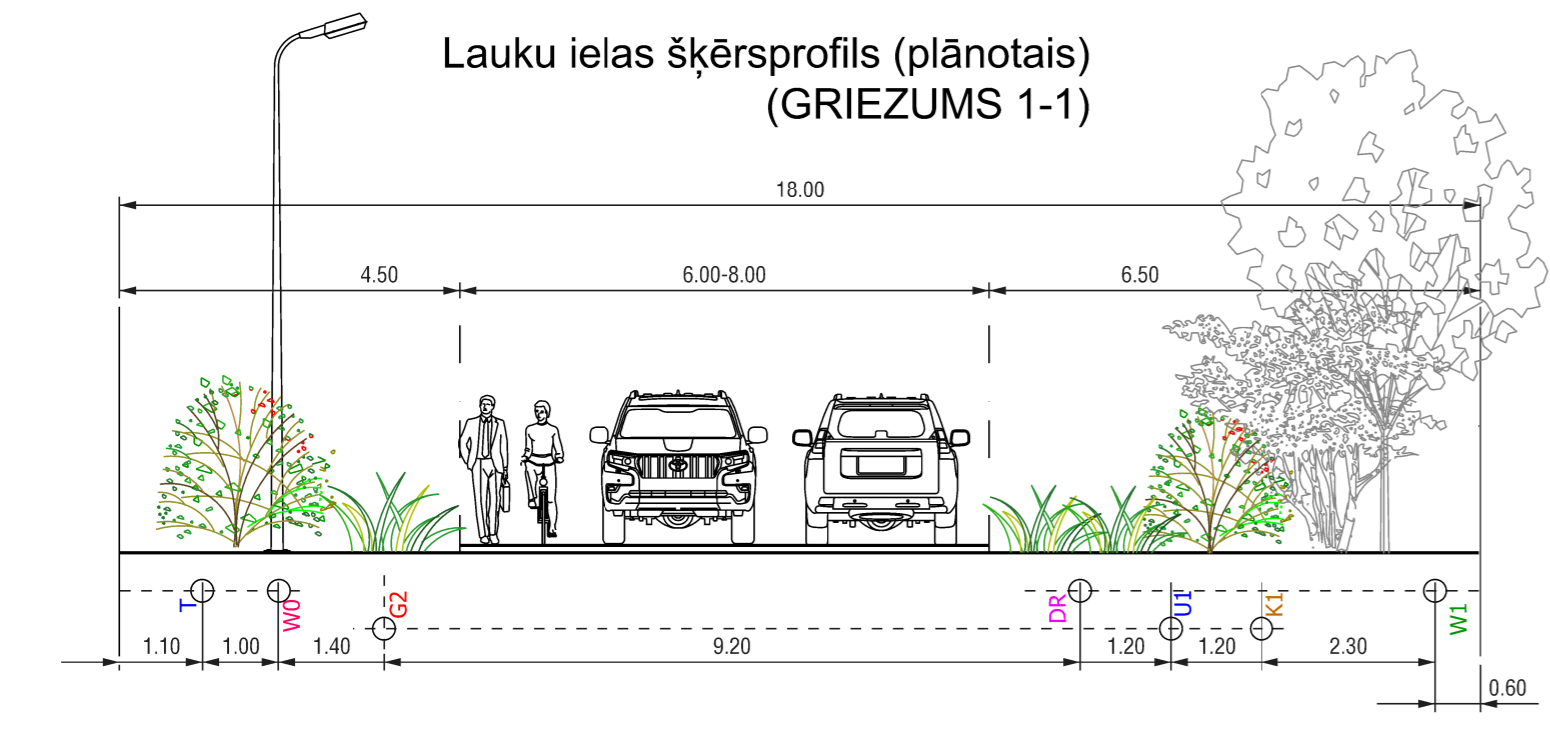 Lauku ielas šķērsprofils (plānotais)
(GRIEZUMS 1-1)
18.00
4.50 6.00-8.00 6.50
T W0 G2 DR U1 K1 W1
1.10 1.00 1.40 9.20 1.20 1.20 2.30
0.60